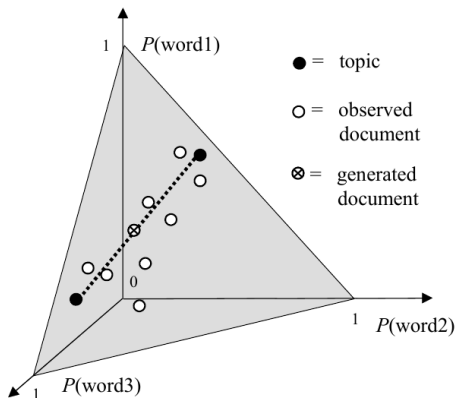 1 P(word1)
= topic
= observed
document
= generated
document
0
1 P(word2)
P(word3)
1